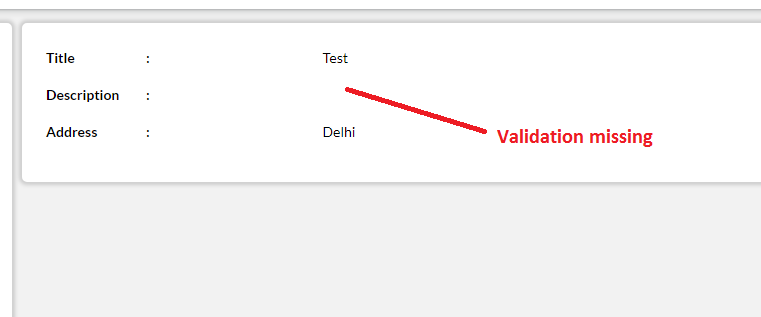 Title : Test
Description :
Address : Delhi
Validation missing